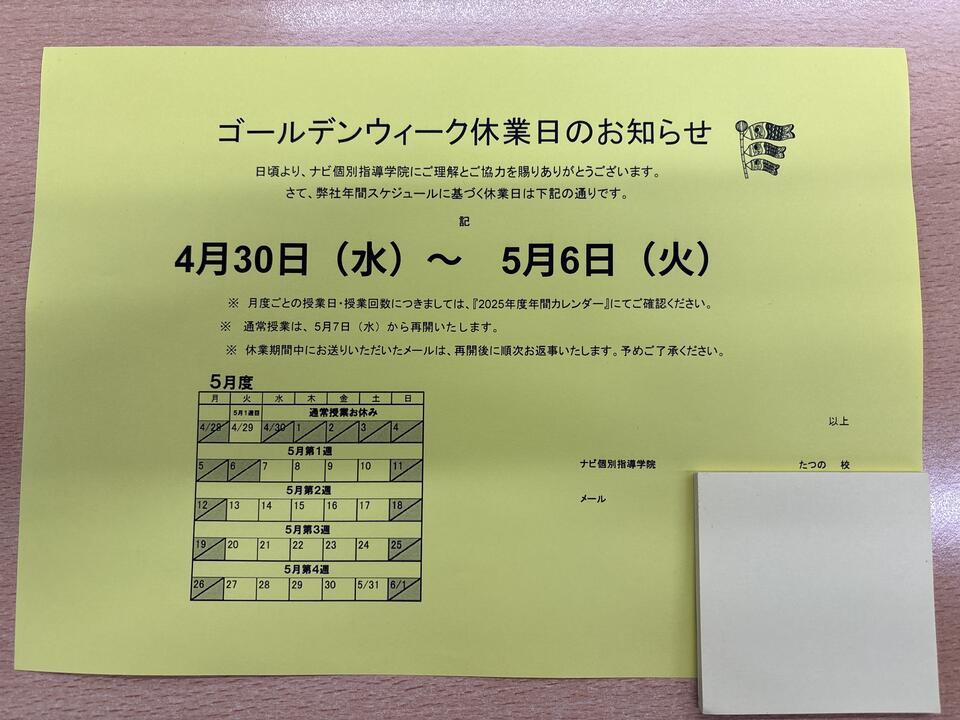 ゴールデンウィーク休業日のお知らせ
日頃より、ナビ個別指導学院にご理解とご協力を賜りありがとうございます。
さて、弊社年間スケジュールに基づく休業日は下記の通りです。
記
4月30日（水）～ 5月6日（火）
※ 月度ごとの授業日・授業回数につきましては、『2025年度年間カレンダー』にてご確認ください。
※ 通常授業は、5月7日（水）から再開いたします。
※ 休業期間中にお送りいただいたメールは、再開後に順次お返事いたします。予めご了承ください。
5月度
月 火 水 木 金 土 日
5月1週目 通常授業お休み
4/28 4/29 4/30 1 2 3 4
5月第1週
5 6 7 8 9 10 11
5月第2週
12 13 14 15 16 17 18
5月第3週
19 20 21 22 23 24 25
5月第4週
26 27 28 29 30 5/31 6/1
以上
ナビ個別指導学院 たつの 校
メール